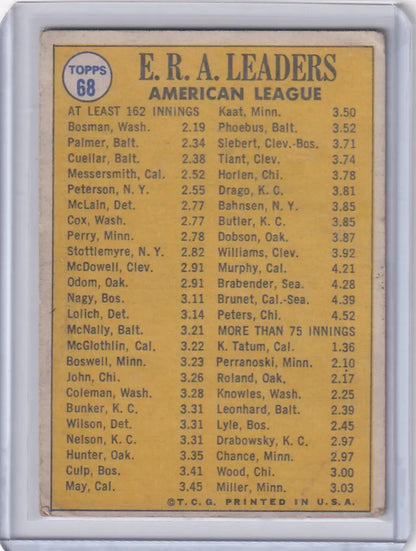 TOPPS
68
E. R. A. LEADERS
AMERICAN LEAGUE
AT LEAST 162 INNINGS
Bosman, Wash. 2.19
Palmer, Balt. 2.34
Cuellar, Balt. 2.38
Messersmith, Cal. 2.52
Peterson, N. Y. 2.55
McLain, Det. 2.77
Cox, Wash. 2.77
Perry, Minn. 2.78
Stottlemyre, N. Y. 2.82
McDowell, Clev. 2.91
Odom, Oak. 2.91
Nagy, Bos. 3.11
Lolich, Det. 3.14
McNally, Balt. 3.21
McGlothlin, Cal. 3.22
Boswell, Minn. 3.23
John, Chi. 3.26
Coleman, Wash. 3.28
Bunker, K. C. 3.31
Wilson, Det. 3.31
Nelson, K. C. 3.31
Hunter, Oak. 3.35
Culp, Bos. 3.41
May, Cal. 3.45
Kaat, Minn. 3.50
Phoebus, Balt. 3.52
Siebert, Clev.-Bos. 3.71
Tiant, Clev. 3.74
Horlen, Chi. 3.78
Drago, K. C. 3.81
Bahnsen, N. Y. 3.85
Butler, K. C. 3.85
Dobson, Oak. 3.87
Williams, Clev. 3.92
Murphy, Cal. 4.21
Brabender, Sea. 4.28
Brunet, Cal.-Sea. 4.39
Peters, Chi. 4.52
MORE THAN 75 INNINGS
K. Tatum, Cal. 1.36
Perranoski, Minn. 2.10
Roland, Oak. 2.17
Knowles, Wash. 2.25
Leonhard, Balt. 2.39
Lyle, Bos. 2.45
Drabowsky, K. C. 2.97
Chance, Minn. 2.97
Wood, Chi. 3.00
Miller, Minn. 3.03
© T. C. G. PRINTED IN U. S. A.